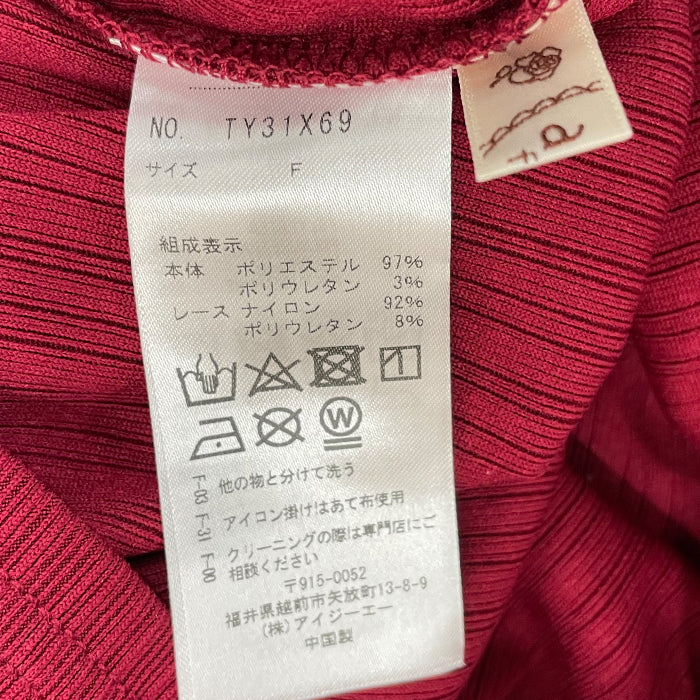 NO. TY31X69
サイズ F
組成表示
本体 ポリエステル 97%
ポリウレタン 3%
レース ナイロン 92%
ポリウレタン 8%
W
F-03 他の物と分けて洗う
F-31 アイコン掛けはあて布使用
F-00 クリーニングの際は専門店にご
相談ください
〒915-0052
福井県越前市矢放町13-8-9
(株)アイジーエー
中国製